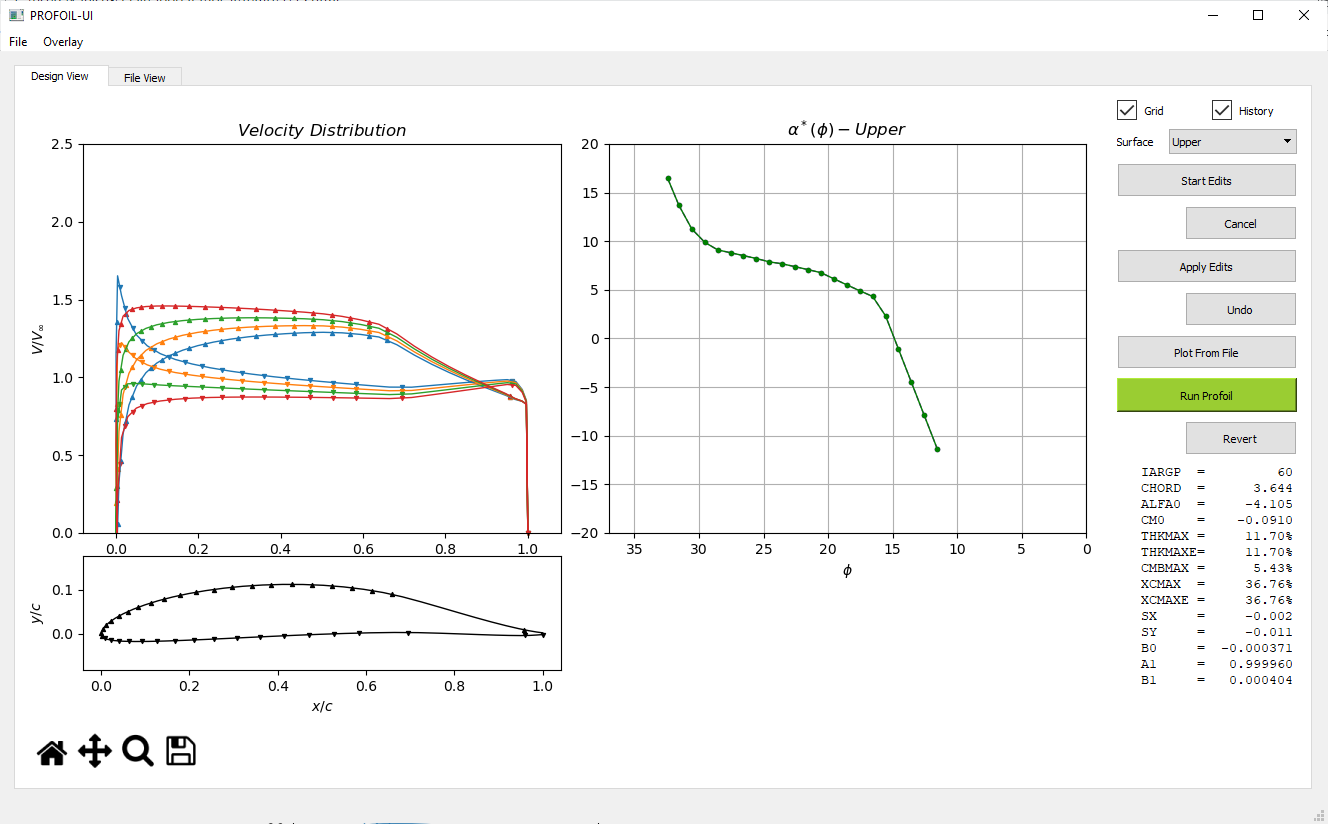 PROFOIL-UI
File Overlay
Design View File View
Velocity Distribution
2.5
2.0
1.5
1.0
0.5
0.0
V/V∞
0.0 0.2 0.4 0.6 0.8 1.0
α*(ϕ) − Upper
20
15
10
5
0
−5
−10
−15
−20
35 30 25 20 15 10 5 0
ϕ
0.1
0.0
y/c
0.0 0.2 0.4 0.6 0.8 1.0
x/c
Grid History
Surface Upper
Start Edits
Cancel
Apply Edits
Undo
Plot From File
Run Profoil
Revert
IARGP = 60
CHORD = 3.644
ALFA0 = -4.105
CM0 = -0.0910
THKMAX = 11.70%
THKMAXE= 11.70%
CMBMAX = 5.43%
XCMAX = 36.76%
XCMAXE = 36.76%
SX = -0.002
SY = -0.011
B0 = -0.000371
A1 = 0.999960
B1 = 0.000404